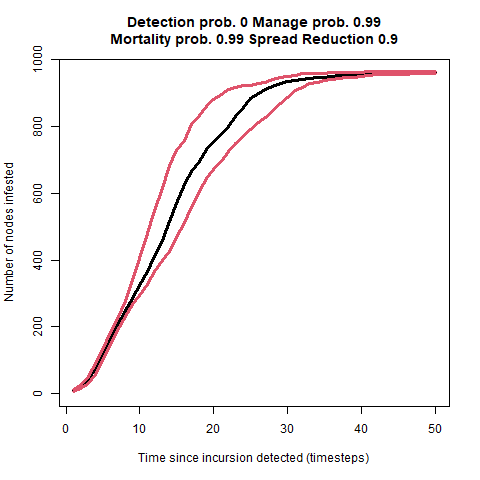 Detection prob. 0 Manage prob. 0.99
Mortality prob. 0.99 Spread Reduction 0.9
Number of nodes infested
1000
800
600
400
200
0
0 10 20 30 40 50
Time since incursion detected (timesteps)